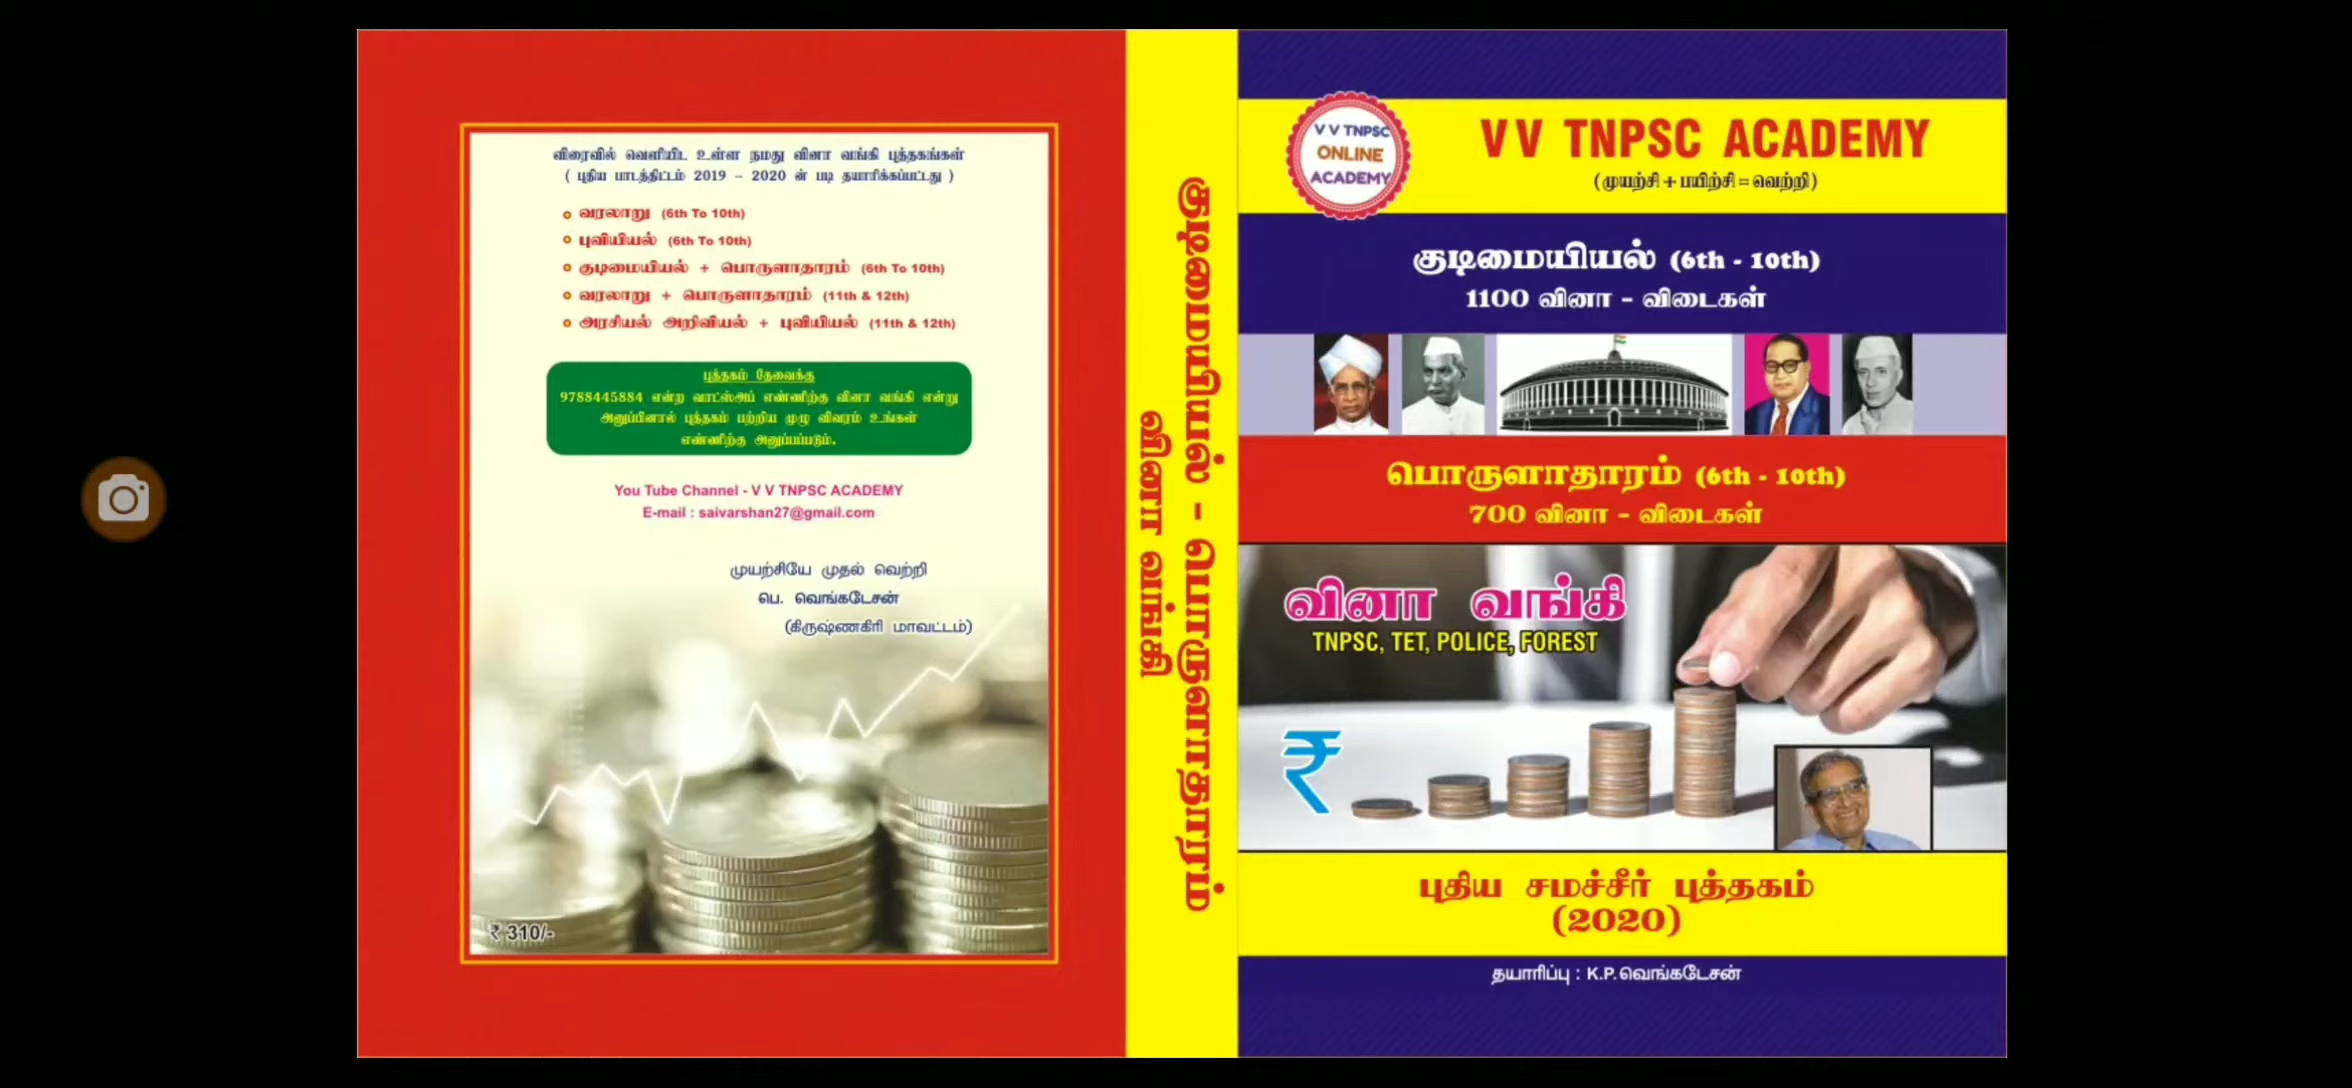 விரைவில் வெளியிட உள்ள நமது வினா வங்கி புத்தகங்கள்
( புதிய பாடத்திட்டம் 2019 – 2020 ன் படி தயாரிக்கப்பட்டது )
வரலாறு (6th To 10th)
புவியியல் (6th To 10th)
குடிமையியல் + பொருளாதாரம் (6th To 10th)
வரலாறு + பொருளாதாரம் (11th & 12th)
அரசியல் அறிவியல் + புவியியல் (11th & 12th)
புத்தகம் தேவைக்கு
9788445884 என்ற வாட்ஸ்அப் எண்ணிற்கு வினா வங்கி என்று
அனுப்பினால் புத்தகம் பற்றிய முழு விவரம் உங்கள்
எண்ணிற்கு அனுப்பப்படும்.
You Tube Channel - V V TNPSC ACADEMY
E-mail : saivarshan27@gmail.com
முயற்சியே முதல் வெற்றி
பெ. வெங்கடேசன்
(கிருஷ்ணகிரி மாவட்டம்)
₹ 310/-
குடிமையியல் - பொருளாதாரம்
வினா வங்கி
V V TNPSC
ONLINE
ACADEMY
V V TNPSC ACADEMY
(முயற்சி + பயிற்சி = வெற்றி)
குடிமையியல் (6th - 10th)
1100 வினா - விடைகள்
பொருளாதாரம் (6th - 10th)
700 வினா - விடைகள்
வினா வங்கி
TNPSC, TET, POLICE, FOREST
₹
புதிய சமச்சீர் புத்தகம்
(2020)
தயாரிப்பு : K.P.வெங்கடேசன்